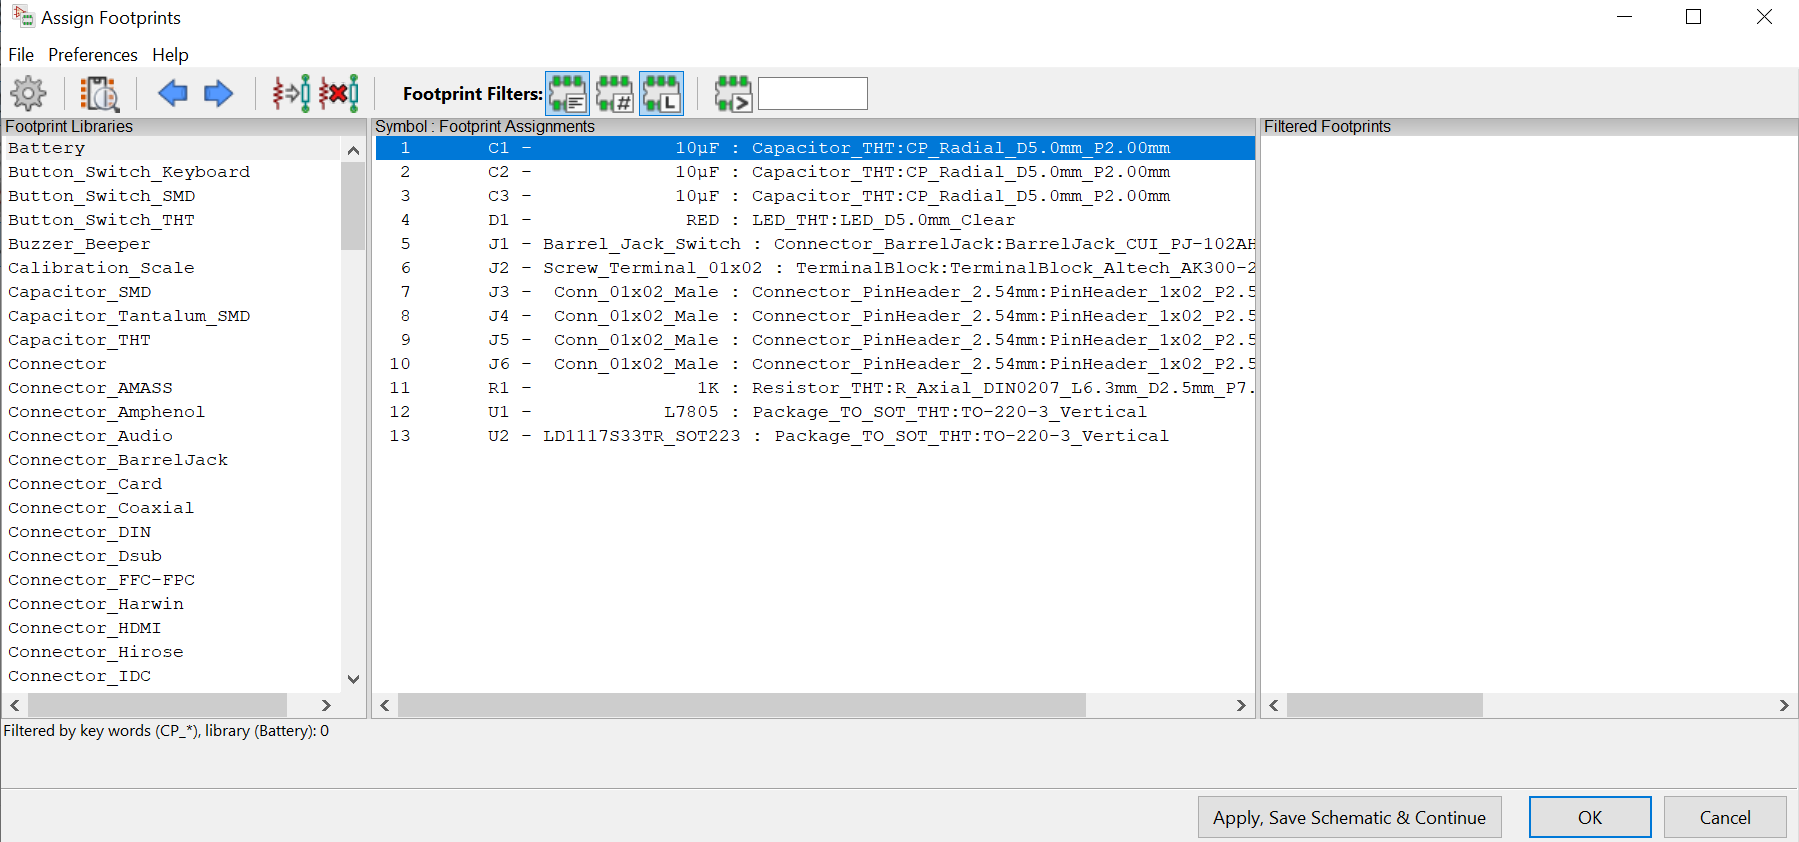 Assign Footprints
File Preferences Help
Footprint Filters:
Footprint Libraries
Battery
Button_Switch_Keyboard
Button_Switch_SMD
Button_Switch_THT
Buzzer_Beeper
Calibration_Scale
Capacitor_SMD
Capacitor_Tantalum_SMD
Capacitor_THT
Connector
Connector_AMASS
Connector_Amphenol
Connector_Audio
Connector_BarrelJack
Connector_Card
Connector_Coaxial
Connector_DIN
Connector_Dsub
Connector_FFC-FPC
Connector_Harwin
Connector_HDMI
Connector_Hirose
Connector_IDC
Symbol : Footprint Assignments
1 C1 - 10µF : Capacitor_THT:CP_Radial_D5.0mm_P2.00mm
2 C2 - 10µF : Capacitor_THT:CP_Radial_D5.0mm_P2.00mm
3 C3 - 10µF : Capacitor_THT:CP_Radial_D5.0mm_P2.00mm
4 D1 - RED : LED_THT:LED_D5.0mm_Clear
5 J1 - Barrel_Jack_Switch : Connector_BarrelJack:BarrelJack_CUI_PJ-102AH
6 J2 - Screw_Terminal_01x02 : TerminalBlock:TerminalBlock_Altech_AK300-2
7 J3 - Conn_01x02_Male : Connector_PinHeader_2.54mm:PinHeader_1x02_P2.5
8 J4 - Conn_01x02_Male : Connector_PinHeader_2.54mm:PinHeader_1x02_P2.5
9 J5 - Conn_01x02_Male : Connector_PinHeader_2.54mm:PinHeader_1x02_P2.5
10 J6 - Conn_01x02_Male : Connector_PinHeader_2.54mm:PinHeader_1x02_P2.5
11 R1 - 1K : Resistor_THT:R_Axial_DIN0207_L6.3mm_D2.5mm_P7.
12 U1 - L7805 : Package_TO_SOT_THT:TO-220-3_Vertical
13 U2 - LD1117S33TR_SOT223 : Package_TO_SOT_THT:TO-220-3_Vertical
Filtered Footprints
Filtered by key words (CP_*), library (Battery): 0
Apply, Save Schematic & Continue
OK
Cancel